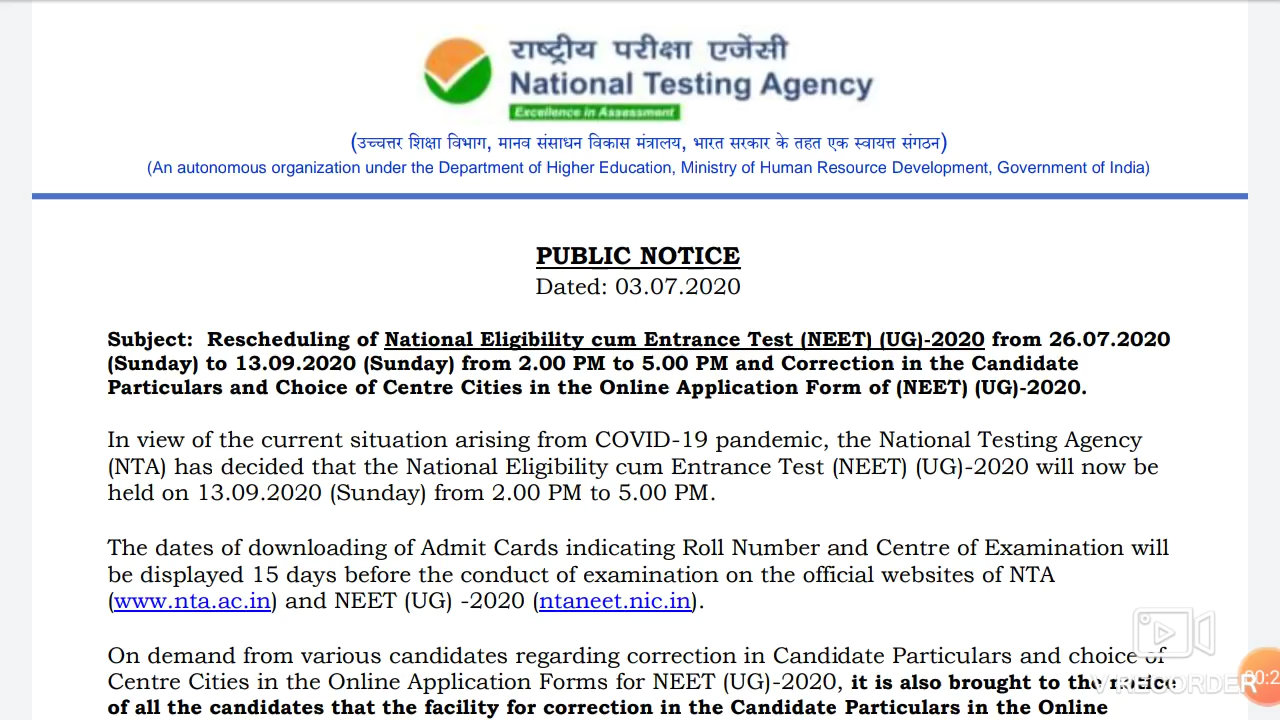 राष्ट्रीय परीक्षा एजेंसी
National Testing Agency
Excellence in Assessment
(उच्चत्तर शिक्षा विभाग, मानव संसाधन विकास मंत्रालय, भारत सरकार के तहत एक स्वायत्त संगठन)
(An autonomous organization under the Department of Higher Education, Ministry of Human Resource Development, Government of India)
PUBLIC NOTICE
Dated: 03.07.2020
Subject: Rescheduling of National Eligibility cum Entrance Test (NEET) (UG)-2020 from 26.07.2020
(Sunday) to 13.09.2020 (Sunday) from 2.00 PM to 5.00 PM and Correction in the Candidate
Particulars and Choice of Centre Cities in the Online Application Form of (NEET) (UG)-2020.
In view of the current situation arising from COVID-19 pandemic, the National Testing Agency
(NTA) has decided that the National Eligibility cum Entrance Test (NEET) (UG)-2020 will now be
held on 13.09.2020 (Sunday) from 2.00 PM to 5.00 PM.
The dates of downloading of Admit Cards indicating Roll Number and Centre of Examination will
be displayed 15 days before the conduct of examination on the official websites of NTA
(www.nta.ac.in) and NEET (UG) -2020 (ntaneet.nic.in).
On demand from various candidates regarding correction in Candidate Particulars and choice of
Centre Cities in the Online Application Forms for NEET (UG)-2020, it is also brought to the notice
of all the candidates that the facility for correction in the Candidate Particulars in the Online
V RECORDER